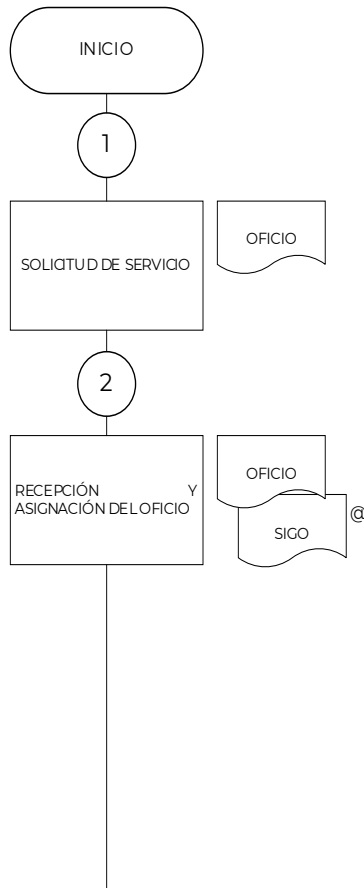 INICIO
1
SOLICITUD DE SERVICIO
OFICIO
2
RECEPCIÓN Y
ASIGNACIÓN DEL OFICIO
OFICIO
SIGO
@